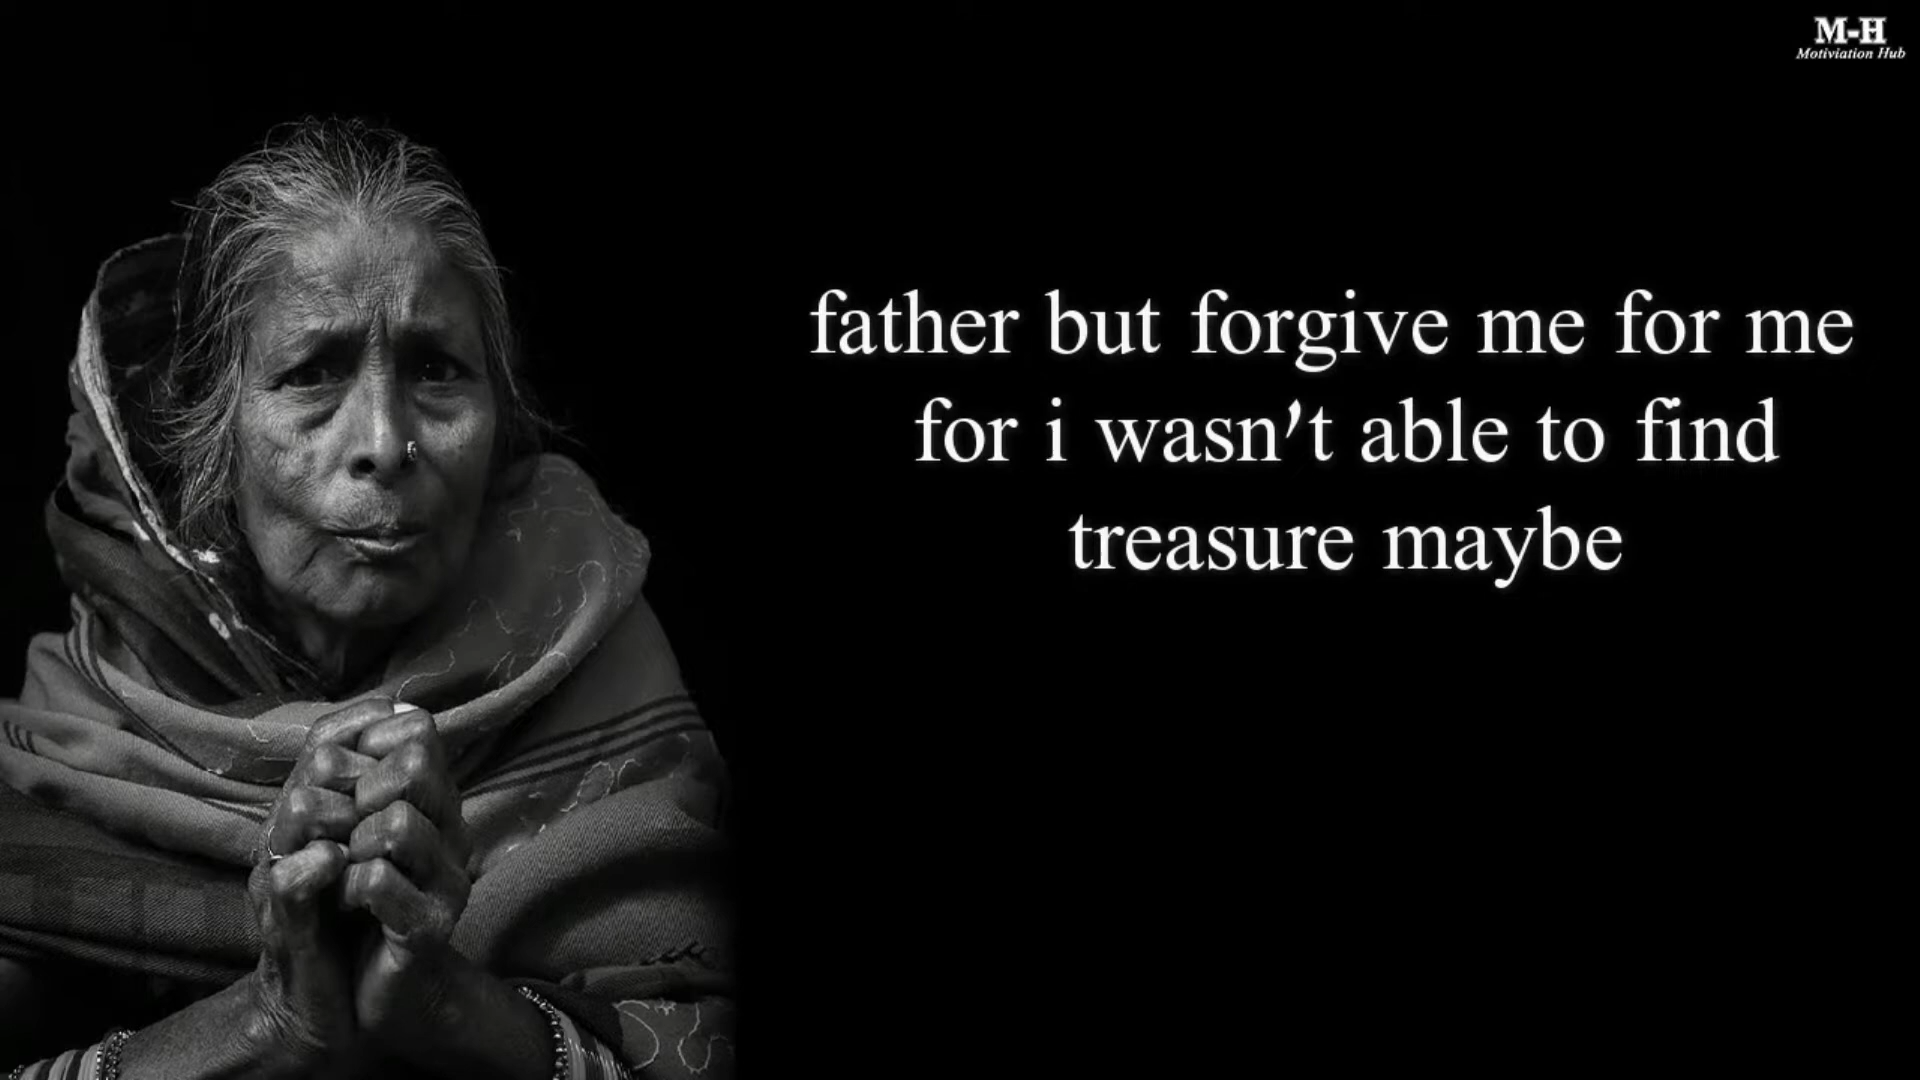 M-H
Motiviation Hub
father but forgive me for me
for i wasn't able to find
treasure maybe